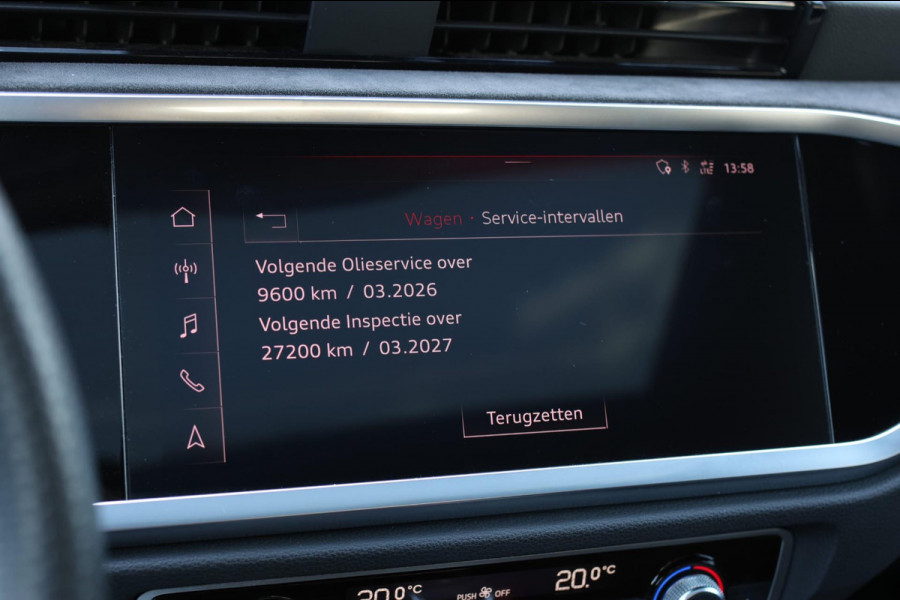 LTE 13:58
Wagen · Service-intervallen
Volgende Olieservice over
9600 km / 03.2026
Volgende Inspectie over
27200 km / 03.2027
Terugzetten
20.0°C PUSH OFF 20.0°C